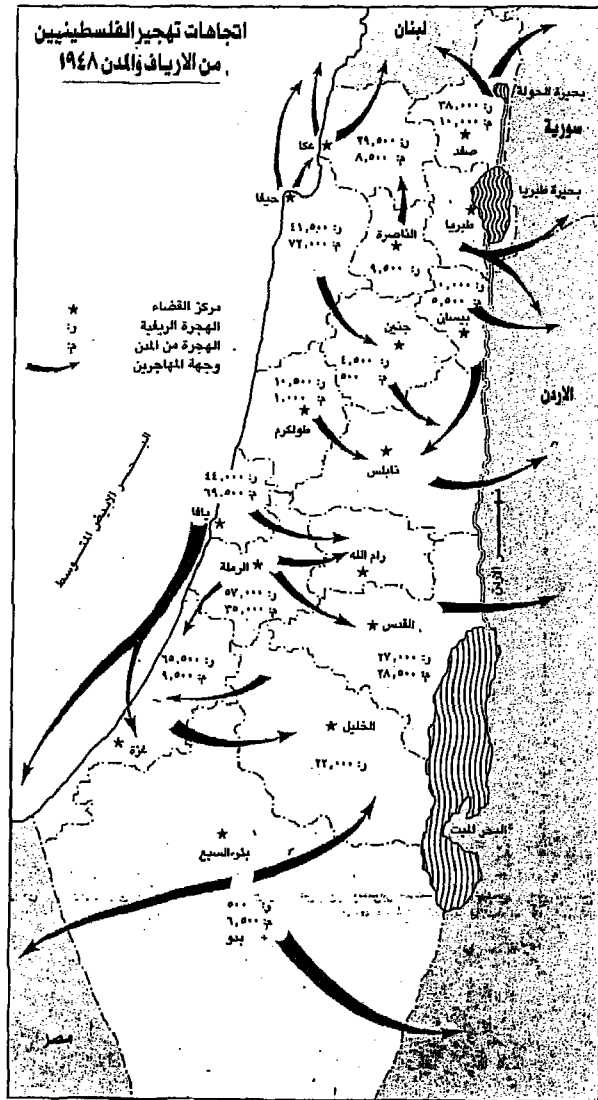 اتجاهات تهجير الفلسطينيين
من الارياف والمدن ١٩٤٨
لبنان
بحيرة الحولة
سورية
ر: ٣٨,٠٠٠
م: ١٠,٠٠٠
صفد
عكا
ر: ٢٩,٥٠٠
م: ٨,٥٠٠
بحيرة طبريا
حيفا
طبريا
ر: ٤١,٥٠٠
م: ٧٢,٠٠٠
الناصرة
ر: ٩,٥٠٠
م: ٥,٥٠٠
بيسان
مركز القضاء
ر: الهجرة الريفية
م: الهجرة من المدن
وجهة المهاجرين
جنين
ر: ٤,٥٠٠
م: ٥٠٠
ر: ١٠,٥٠٠
م: ١,٠٠٠
طولكرم
الاردن
نابلس
البحر الابيض المتوسط
ر: ٤٤,٠٠٠
م: ٦٩,٥٠٠
يافا
رام الله
الرملة
ر: ٥٧,٠٠٠
م: ٣٥,٠٠٠
القدس
ر: ٢٧,٠٠٠
م: ٢٨,٥٠٠
ر: ٦٥,٥٠٠
م: ٩,٥٠٠
الخليل
غزة
ر: ٢٢,٠٠٠
البحر الميت
بئر السبع
ر: ٥٠٠
م: ٦,٥٠٠
+ بدو
مصر